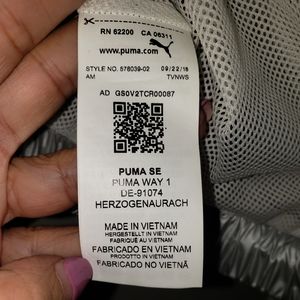 RN 62200 CA 06311
www.puma.com
STYLE NO. 578039-02 09/22/18
AM TVNWS
AD GS0V2TCR00087
PUMA SE
PUMA WAY 1
DE-91074
HERZOGENAURACH
MADE IN VIETNAM
HERGESTELLT IN VIETNAM
FABRIQUÉ AU VIETNAM
FABRICADO EN VIETNAM
PRODOTTO IN VIETNAM
FABRICADO NO VIETNÃ